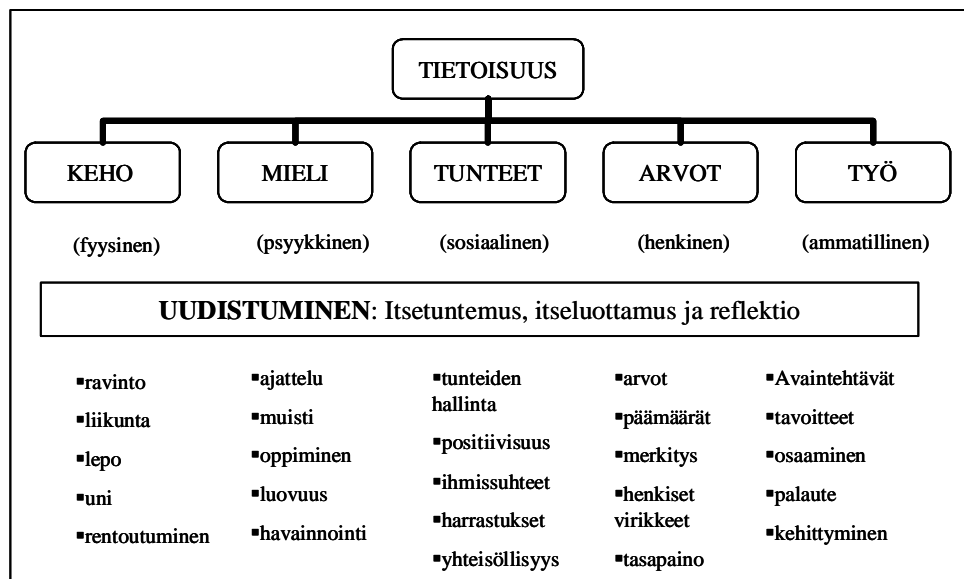 TIETOISUUS
KEHO MIELI TUNTEET ARVOT TYÖ
(fyysinen) (psyykkinen) (sosiaalinen) (henkinen) (ammatillinen)
UUDISTUMINEN: Itsetuntemus, itseluottamus ja reflektio
▪ravinto
▪liikunta
▪lepo
▪uni
▪rentoutuminen
▪ajattelu
▪muisti
▪oppiminen
▪luovuus
▪havainnointi
▪tunteiden
hallinta
▪positiivisuus
▪ihmissuhteet
▪harrastukset
▪yhteisöllisyys
▪arvot
▪päämäärät
▪merkitys
▪henkiset
virikkeet
▪tasapaino
▪Avaintehtävät
▪tavoitteet
▪osaaminen
▪palaute
▪kehittyminen